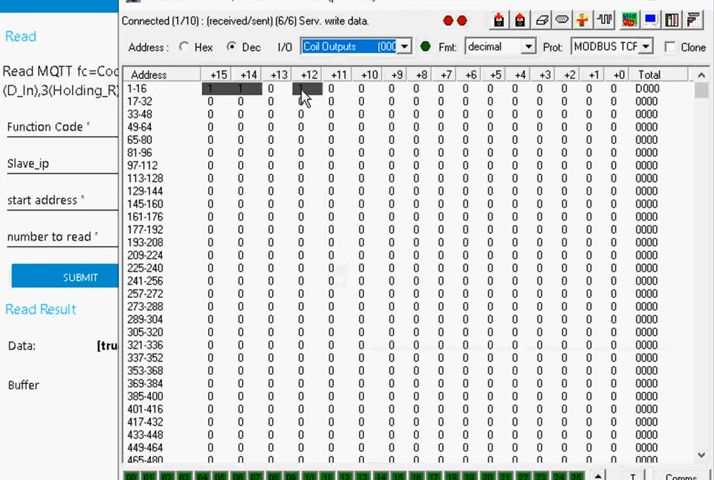 Connected (1/10) : (received/sent) (6/6) Serv. write data.
Read
Address : Hex Dec I/O Coil Outputs (000 Fmt: decimal Prot: MODBUS TCP Clone
Read MQTT fc=Co
(D_In),3(Holding_R)
Function Code *
Slave_ip
start address *
number to read *
SUBMIT
Read Result
Data: [tru
Buffer
Address +15 +14 +13 +12 +11 +10 +9 +8 +7 +6 +5 +4 +3 +2 +1 +0 Total
1-16 1 1 0 1 0 0 0 0 0 0 0 0 0 0 0 0 D000
17-32 0 0 0 0 0 0 0 0 0 0 0 0 0 0 0 0 0000
33-48 0 0 0 0 0 0 0 0 0 0 0 0 0 0 0 0 0000
49-64 0 0 0 0 0 0 0 0 0 0 0 0 0 0 0 0 0000
65-80 0 0 0 0 0 0 0 0 0 0 0 0 0 0 0 0 0000
81-96 0 0 0 0 0 0 0 0 0 0 0 0 0 0 0 0 0000
97-112 0 0 0 0 0 0 0 0 0 0 0 0 0 0 0 0 0000
113-128 0 0 0 0 0 0 0 0 0 0 0 0 0 0 0 0 0000
129-144 0 0 0 0 0 0 0 0 0 0 0 0 0 0 0 0 0000
145-160 0 0 0 0 0 0 0 0 0 0 0 0 0 0 0 0 0000
161-176 0 0 0 0 0 0 0 0 0 0 0 0 0 0 0 0 0000
177-192 0 0 0 0 0 0 0 0 0 0 0 0 0 0 0 0 0000
193-208 0 0 0 0 0 0 0 0 0 0 0 0 0 0 0 0 0000
209-224 0 0 0 0 0 0 0 0 0 0 0 0 0 0 0 0 0000
225-240 0 0 0 0 0 0 0 0 0 0 0 0 0 0 0 0 0000
241-256 0 0 0 0 0 0 0 0 0 0 0 0 0 0 0 0 0000
257-272 0 0 0 0 0 0 0 0 0 0 0 0 0 0 0 0 0000
273-288 0 0 0 0 0 0 0 0 0 0 0 0 0 0 0 0 0000
289-304 0 0 0 0 0 0 0 0 0 0 0 0 0 0 0 0 0000
305-320 0 0 0 0 0 0 0 0 0 0 0 0 0 0 0 0 0000
321-336 0 0 0 0 0 0 0 0 0 0 0 0 0 0 0 0 0000
337-352 0 0 0 0 0 0 0 0 0 0 0 0 0 0 0 0 0000
353-368 0 0 0 0 0 0 0 0 0 0 0 0 0 0 0 0 0000
369-384 0 0 0 0 0 0 0 0 0 0 0 0 0 0 0 0 0000
385-400 0 0 0 0 0 0 0 0 0 0 0 0 0 0 0 0 0000
401-416 0 0 0 0 0 0 0 0 0 0 0 0 0 0 0 0 0000
417-432 0 0 0 0 0 0 0 0 0 0 0 0 0 0 0 0 0000
433-448 0 0 0 0 0 0 0 0 0 0 0 0 0 0 0 0 0000
449-464 0 0 0 0 0 0 0 0 0 0 0 0 0 0 0 0 0000
465-480 0 0 0 0 0 0 0 0 0 0 0 0 0 0 0 0 0000
T Comms